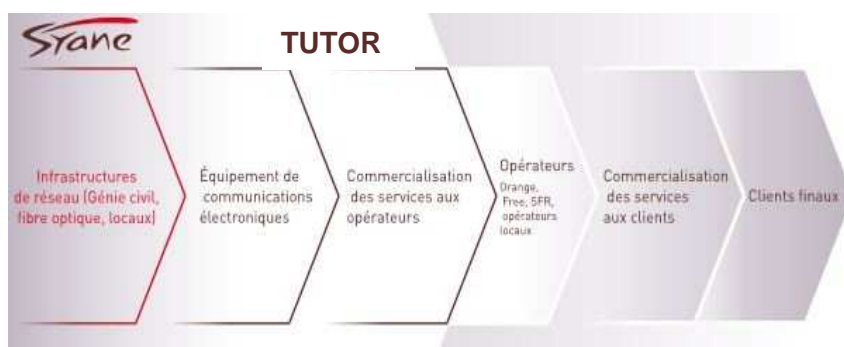 Syane
TUTOR
Infrastructures
de réseau (Génie civil,
fibre optique, locaux)
Équipement de
communications
électroniques
Commercialisation
des services aux
opérateurs
Opérateurs
Orange,
Free, SFR,
opérateurs
locaux
Commercialisation
des services
aux clients
Clients finaux